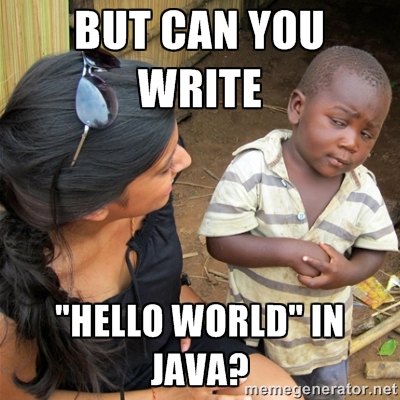 BUT CAN YOU
WRITE
"HELLO WORLD" IN
JAVA?
memegenerator.net